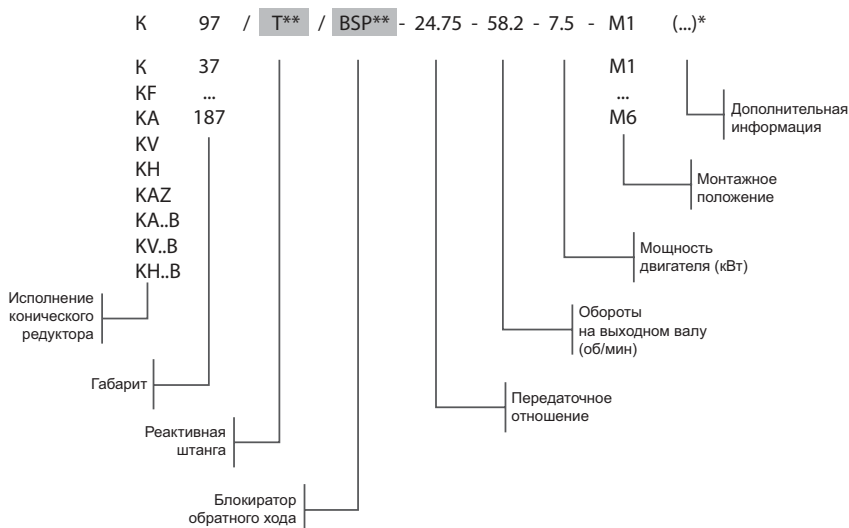 K 97 / T** / BSP** - 24.75 - 58.2 - 7.5 - M1 (...)*
K 37 M1
KF ... ...
KA 187 M6
KV
KH
KAZ
KA..B
KV..B
KH..B
Дополнительная
информация
Монтажное
положение
Мощность
двигателя (кВт)
Исполнение
конического
редуктора
Обороты
на выходном валу
(об/мин)
Габарит
Передаточное
отношение
Реактивная
штанга
Блокиратор
обратного хода